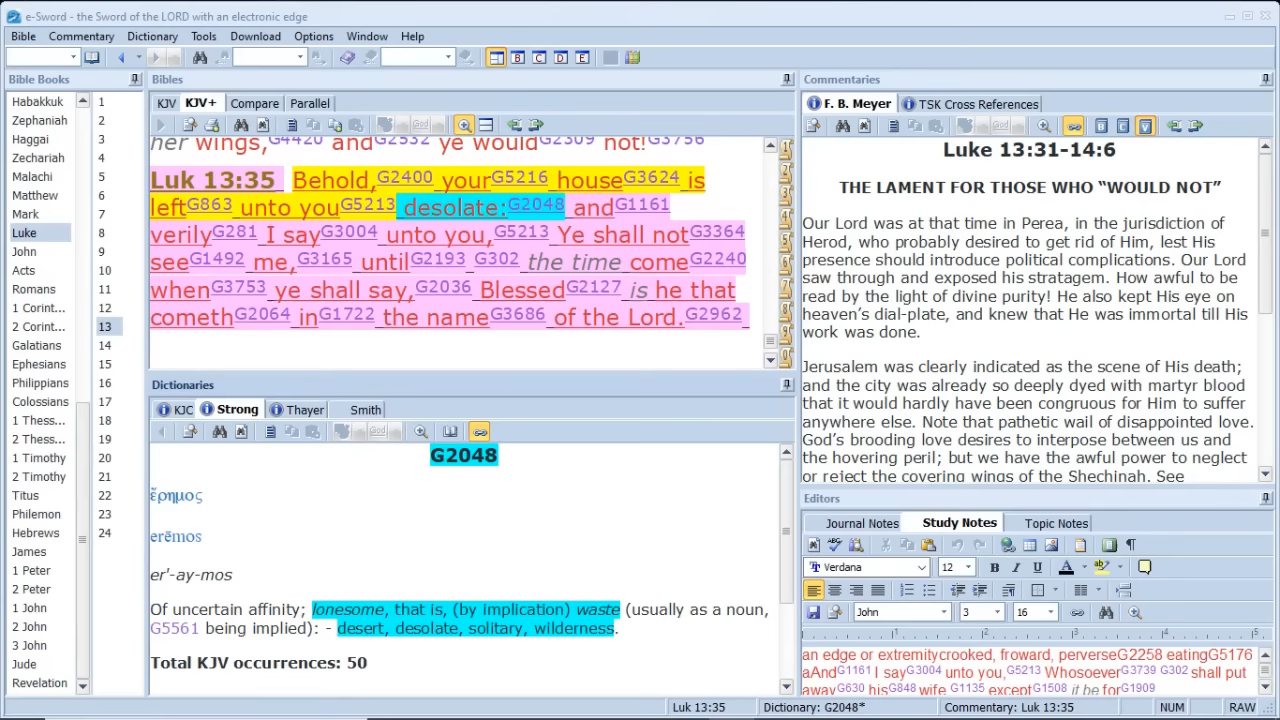 e-Sword - the Sword of the LORD with an electronic edge
Bible Commentary Dictionary Tools Download Options Window Help
B C D E
Bible Books
Habakkuk
Zephaniah
Haggai
Zechariah
Malachi
Matthew
Mark
Luke
John
Acts
Romans
1 Corint...
2 Corint...
Galatians
Ephesians
Philippians
Colossians
1 Thess...
2 Thess...
1 Timothy
2 Timothy
Titus
Philemon
Hebrews
James
1 Peter
2 Peter
1 John
2 John
3 John
Jude
Revelation
1
2
3
4
5
6
7
8
9
10
11
12
13
14
15
16
17
18
19
20
21
22
23
24
Bibles
KJV KJV+ Compare Parallel
her wings,G4420 andG2532 ye wouldG2309 not!G3756
Luk 13:35 Behold,G2400 yourG5216 houseG3624 is
leftG863 unto youG5213 desolate:G2048 andG1161
verilyG281 I sayG3004 unto you,G5213 Ye shall notG3364
seeG1492 me,G3165 untilG2193 G302 the time comeG2240
whenG3753 ye shall say,G2036 BlessedG2127 is he that
comethG2064 inG1722 the nameG3686 of the Lord.G2962
Dictionaries
KJC Strong Thayer Smith
G2048
ἔρημος
erēmos
er'-ay-mos
Of uncertain affinity; lonesome, that is, (by implication) waste (usually as a noun,
G5561 being implied): - desert, desolate, solitary, wilderness.
Total KJV occurrences: 50
Commentaries
F. B. Meyer TSK Cross References
Luke 13:31-14:6
THE LAMENT FOR THOSE WHO “WOULD NOT”
Our Lord was at that time in Perea, in the jurisdiction of
Herod, who probably desired to get rid of Him, lest His
presence should introduce political complications. Our Lord
saw through and exposed his stratagem. How awful to be
read by the light of divine purity! He also kept His eye on
heaven’s dial-plate, and knew that He was immortal till His
work was done.
Jerusalem was clearly indicated as the scene of His death;
and the city was already so deeply dyed with martyr blood
that it would hardly have been congruous for Him to suffer
anywhere else. Note that pathetic wail of disappointed love.
God’s brooding love desires to interpose between us and
the hovering peril; but we have the awful power to neglect
or reject the covering wings of the Shechinah. See
Editors
Journal Notes Study Notes Topic Notes
Verdana 12 B I U A
John 3 16
1 2 3 4 5
an edge or extremitycrooked, froward, perverseG2258 eatingG5176
aAndG1161 I sayG3004 unto you,G5213 WhosoeverG3739 G302 shall put
awayG630 hisG848 wife G1135 exceptG1508 it be forG1909
Luk 13:35 Dictionary: G2048* Commentary: Luk 13:35 NUM RAW